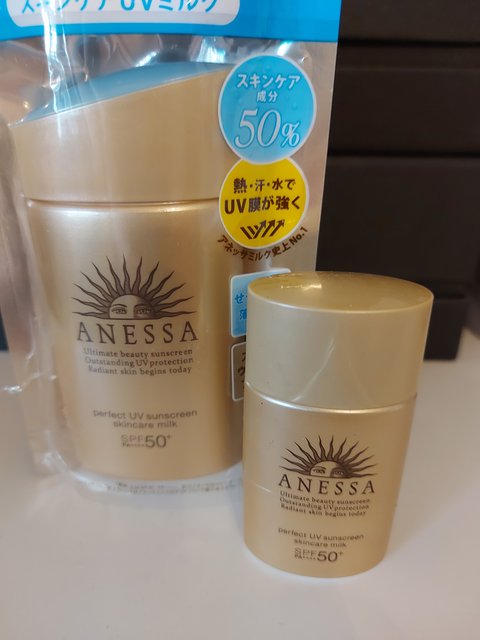 スキンケアUVミルク
スキンケア
成分
50%
熱・汗・水で
UV膜が強く
アネッサミルク史上No.1
ANESSA
Ultimate beauty sunscreen
Outstanding UV protection
Radiant skin begins today
perfect UV sunscreen
skincare milk
SPF50+
PA++++
ANESSA
Ultimate beauty sunscreen
Outstanding UV protection
Radiant skin begins today
perfect UV sunscreen
skincare milk
SPF50+
PA++++